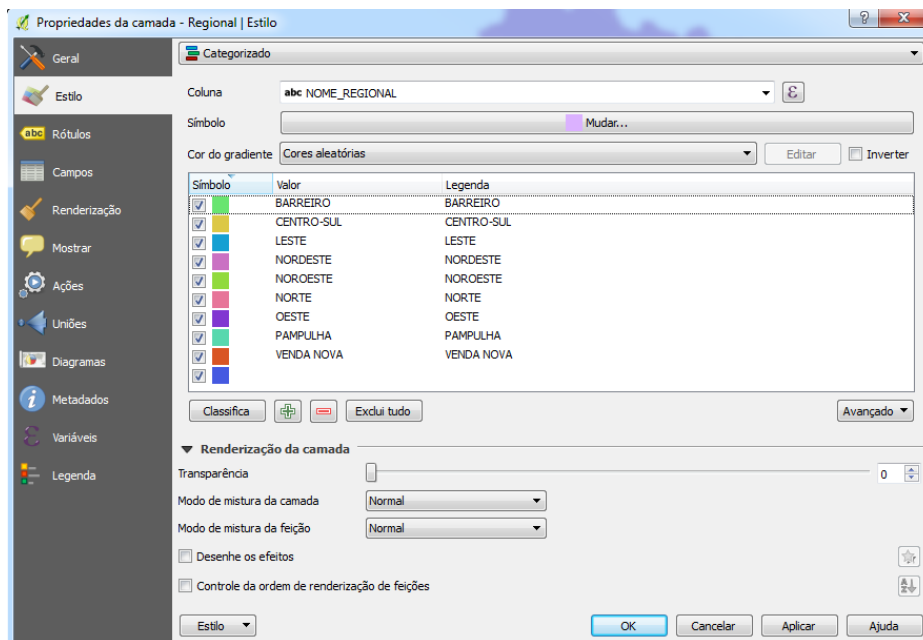 Propriedades da camada - Regional | Estilo
Geral
Estilo
abc Rótulos
Campos
Renderização
Mostrar
Ações
Uniões
Diagramas
Metadados
Variáveis
Legenda
Categorizado
Coluna abc NOME_REGIONAL ε
Símbolo Mudar...
Cor do gradiente Cores aleatórias Editar Inverter
Símbolo Valor Legenda
BARREIRO BARREIRO
CENTRO-SUL CENTRO-SUL
LESTE LESTE
NORDESTE NORDESTE
NOROESTE NOROESTE
NORTE NORTE
OESTE OESTE
PAMPULHA PAMPULHA
VENDA NOVA VENDA NOVA
Classifica Exclui tudo Avançado
Renderização da camada
Transparência 0
Modo de mistura da camada Normal
Modo de mistura da feição Normal
Desenhe os efeitos
Controle da ordem de renderização de feições
Estilo OK Cancelar Aplicar Ajuda